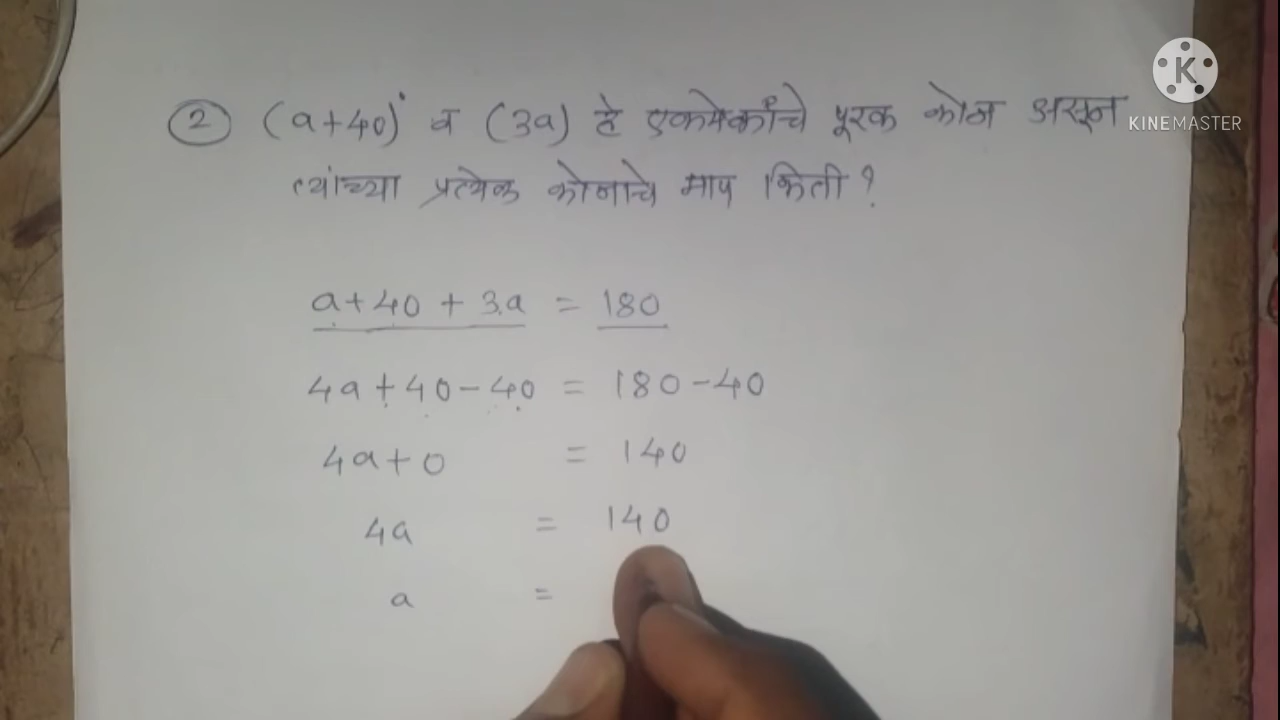 ② (a+40)° व (3a)° हे एकमेकांचे पूरक कोन असून
त्यांच्या प्रत्येक कोनाचे माप किती?
a+40 + 3a = 180
4a+40-40 = 180-40
4a+0 = 140
4a = 140
a =
K
KINEMASTER